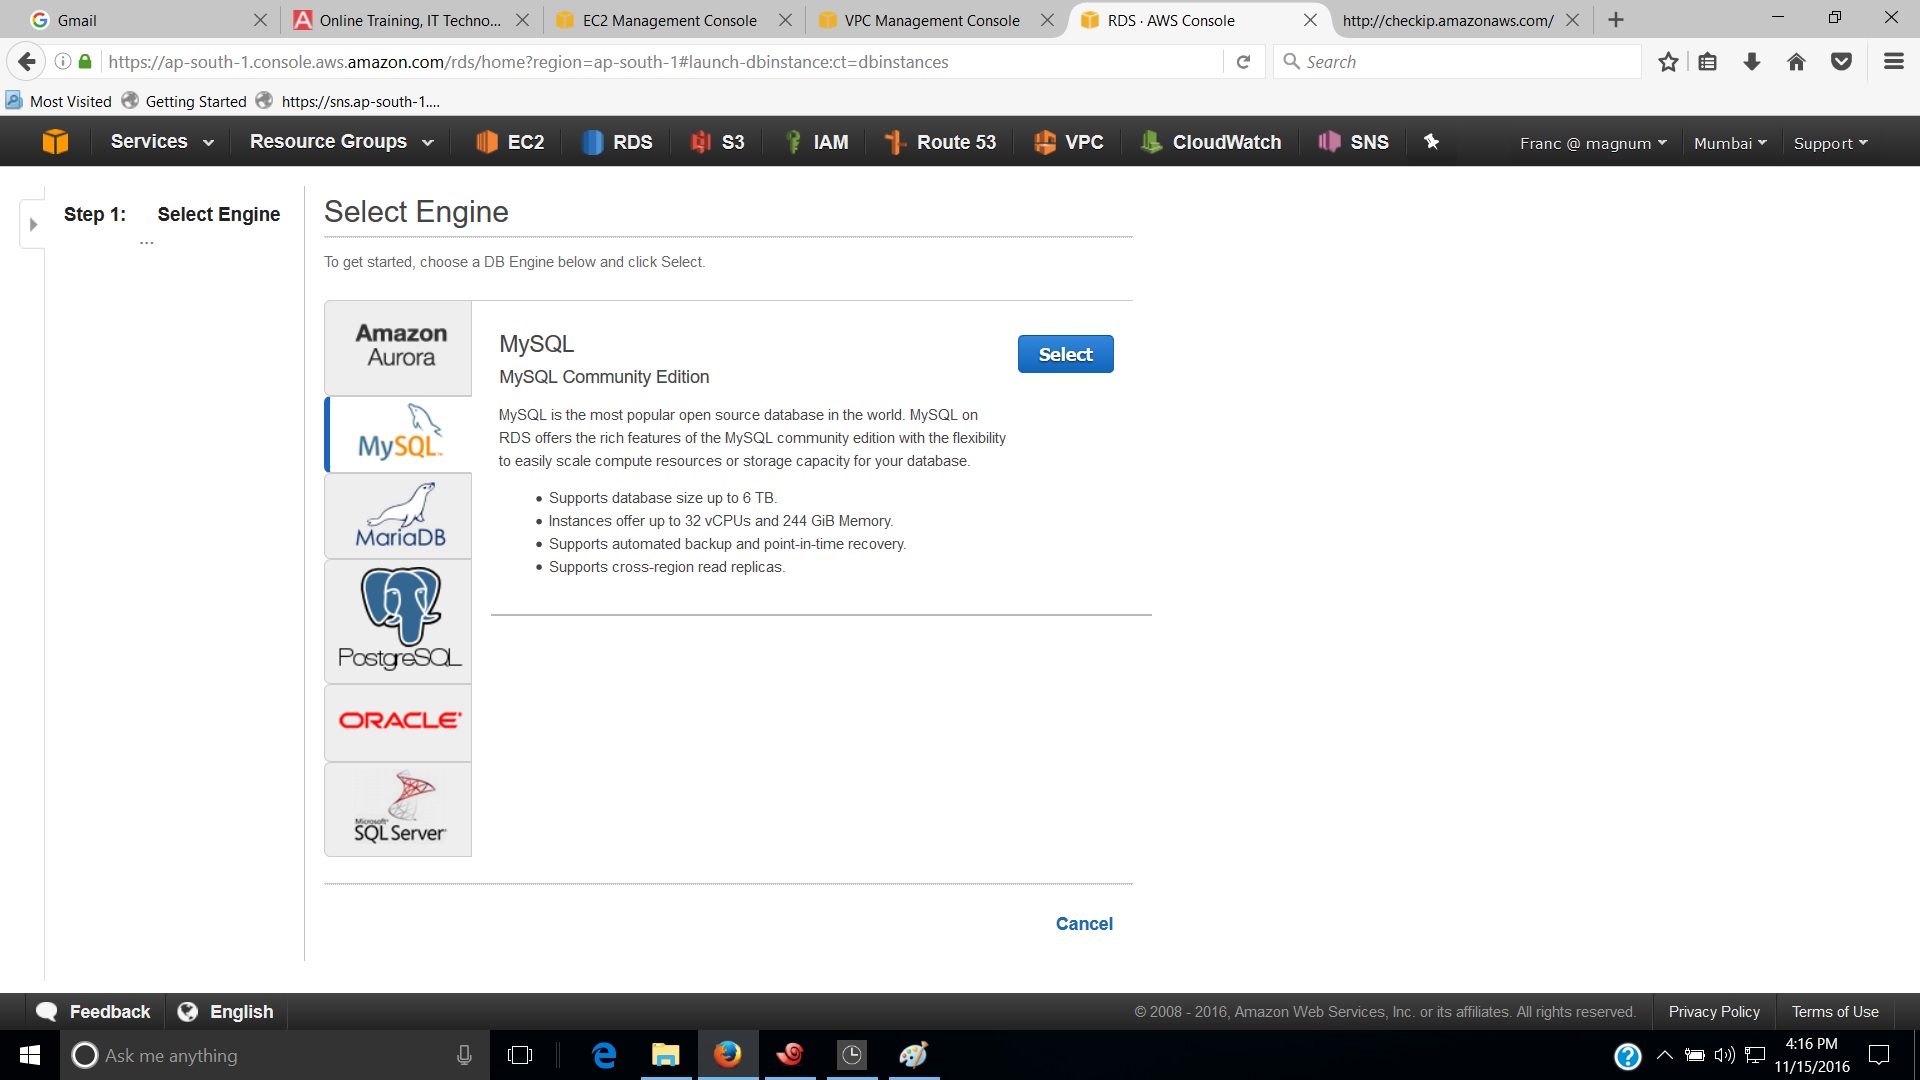 Gmail
Online Training, IT Techno...
EC2 Management Console
VPC Management Console
RDS · AWS Console
http://checkip.amazonaws.com/
https://ap-south-1.console.aws.amazon.com/rds/home?region=ap-south-1#launch-dbinstance:ct=dbinstances
Search
Most Visited
Getting Started
https://sns.ap-south-1....
Services
Resource Groups
EC2
RDS
S3
IAM
Route 53
VPC
CloudWatch
SNS
Franc @ magnum
Mumbai
Support
Step 1: Select Engine
...
Select Engine
To get started, choose a DB Engine below and click Select.
Amazon
Aurora
MySQL
MariaDB
PostgreSQL
ORACLE
Microsoft
SQL Server
MySQL
Select
MySQL Community Edition
MySQL is the most popular open source database in the world. MySQL on
RDS offers the rich features of the MySQL community edition with the flexibility
to easily scale compute resources or storage capacity for your database.
• Supports database size up to 6 TB.
• Instances offer up to 32 vCPUs and 244 GiB Memory.
• Supports automated backup and point-in-time recovery.
• Supports cross-region read replicas.
Cancel
Feedback
English
© 2008 - 2016, Amazon Web Services, Inc. or its affiliates. All rights reserved.
Privacy Policy
Terms of Use
Ask me anything
4:16 PM
11/15/2016